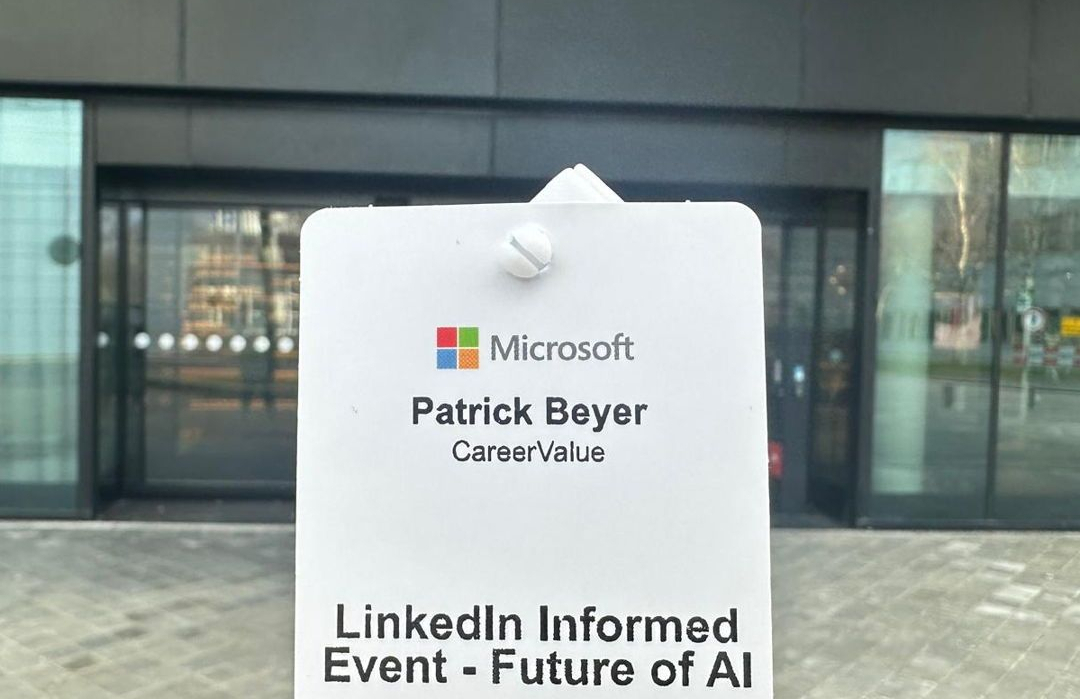 Microsoft
Patrick Beyer
CareerValue
LinkedIn Informed
Event - Future of AI